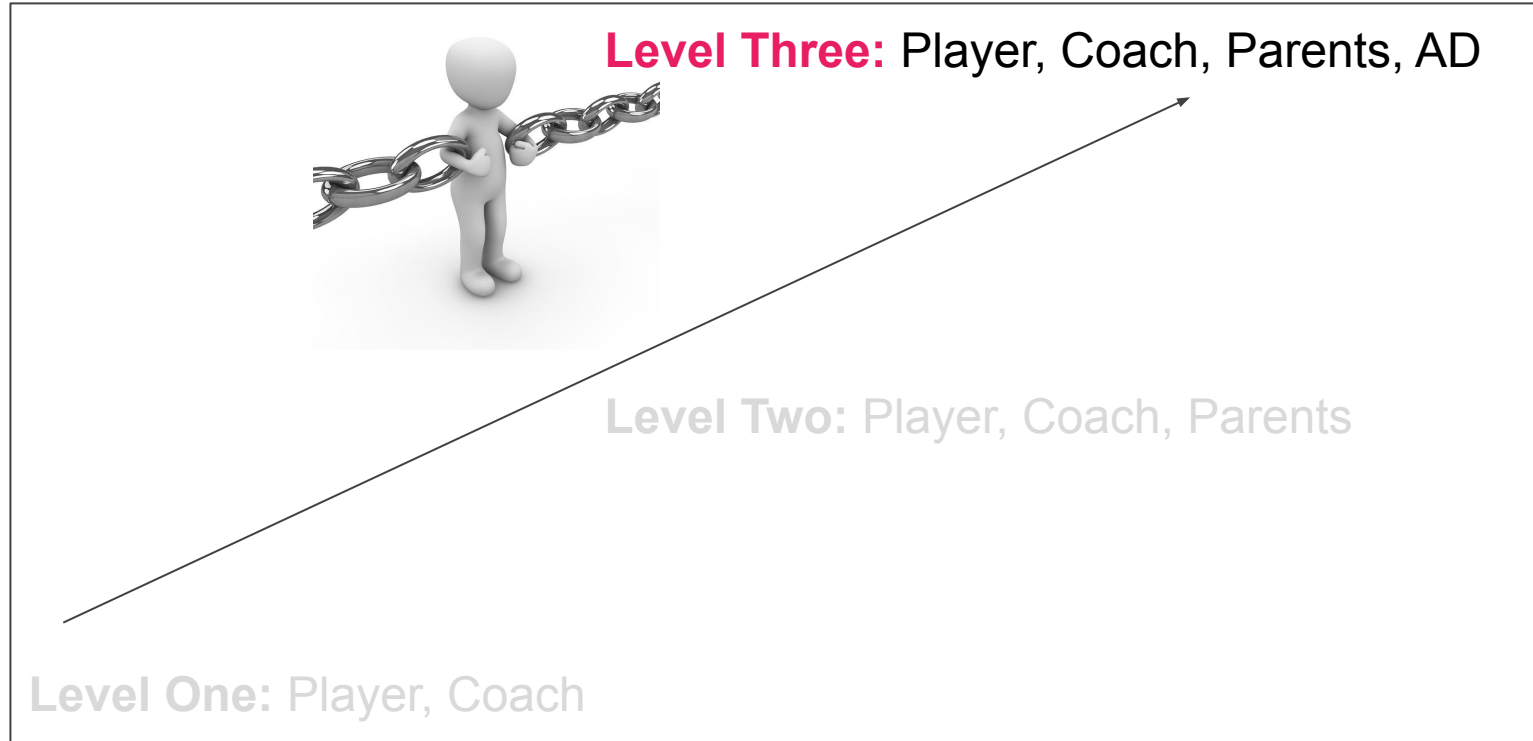 Level Three: Player, Coach, Parents, AD
Level Two: Player, Coach, Parents
Level One: Player, Coach